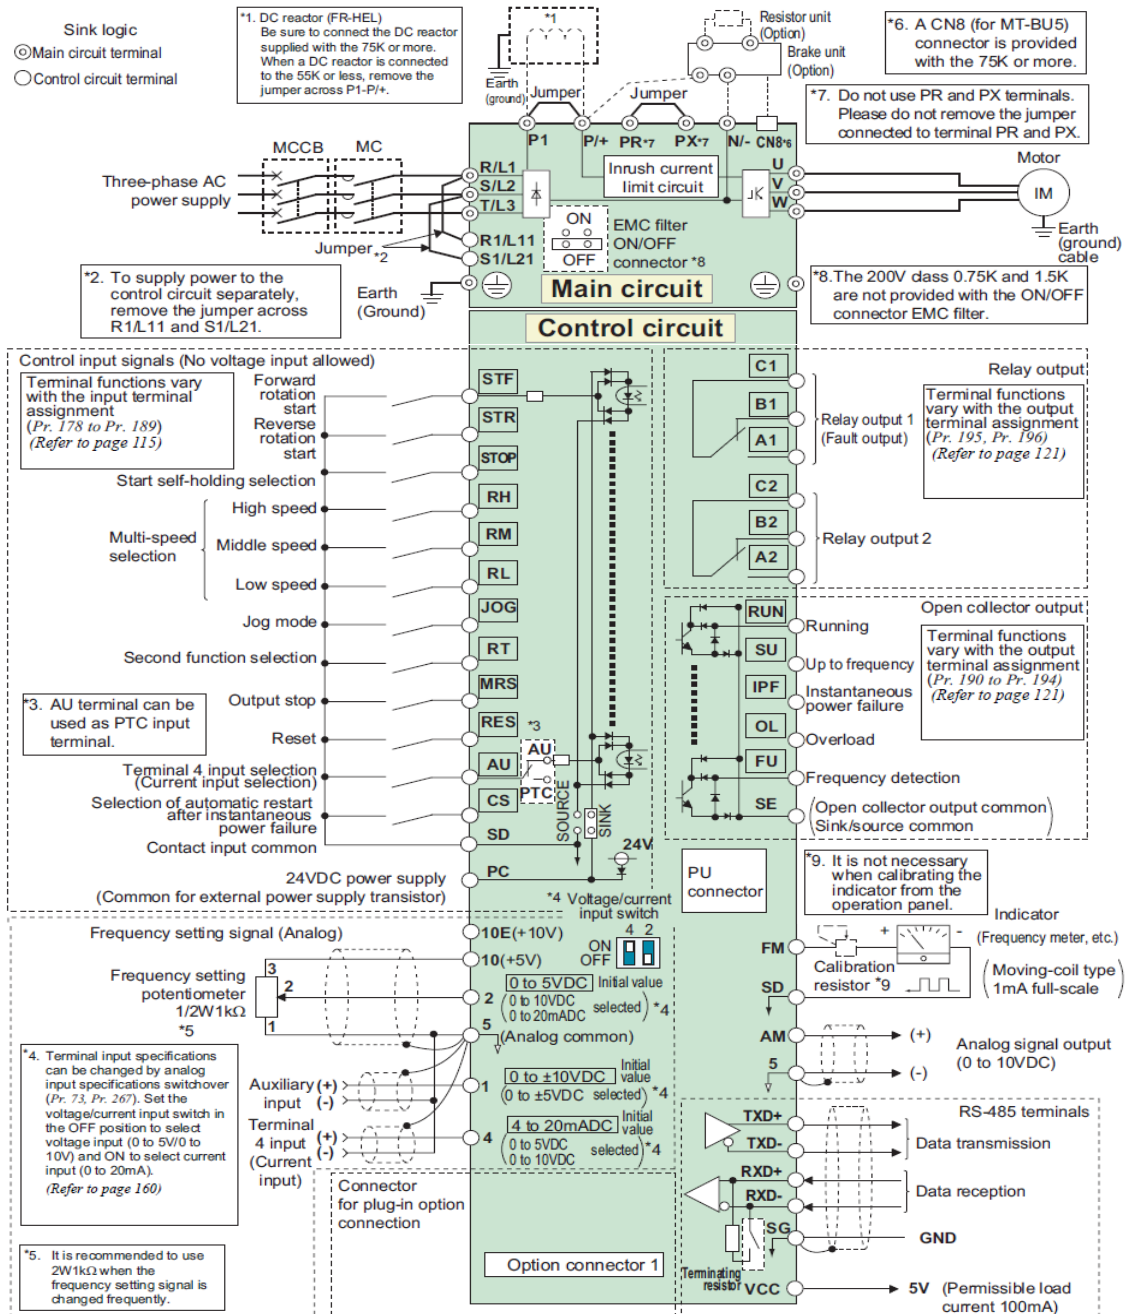 Sink logic
Main circuit terminal
Control circuit terminal
*1. DC reactor (FR-HEL)
Be sure to connect the DC reactor
supplied with the 75K or more.
When a DC reactor is connected
to the 55K or less, remove the
jumper across P1-P/+.
*1
Earth
(ground)
Jumper
Jumper
Resistor unit
(Option)
Brake unit
(Option)
*6. A CN8 (for MT-BU5)
connector is provided
with the 75K or more.
*7. Do not use PR and PX terminals.
Please do not remove the jumper
connected to terminal PR and PX.
MCCB
MC
Three-phase AC
power supply
Jumper *2
R/L1
S/L2
T/L3
R1/L11
S1/L21
P1
P/+
PR*7
PX*7
N/-
CN8*6
Inrush current
limit circuit
ON
OFF
EMC filter
ON/OFF
connector *8
U
V
W
Motor
IM
Earth
(ground)
cable
*2. To supply power to the
control circuit separately,
remove the jumper across
R1/L11 and S1/L21.
Earth
(Ground)
Main circuit
*8.The 200V class 0.75K and 1.5K
are not provided with the ON/OFF
connector EMC filter.
Control circuit
Control input signals (No voltage input allowed)
Terminal functions vary
with the input terminal
assignment
(Pr. 178 to Pr. 189)
(Refer to page 115)
Forward
rotation
start
Reverse
rotation
start
Start self-holding selection
Multi-speed
selection
High speed
Middle speed
Low speed
Jog mode
Second function selection
Output stop
Reset
Terminal 4 input selection
(Current input selection)
Selection of automatic restart
after instantaneous
power failure
Contact input common
24VDC power supply
(Common for external power supply transistor)
*3. AU terminal can be
used as PTC input
terminal.
STF
STR
STOP
RH
RM
RL
JOG
RT
MRS
RES
AU
CS
SD
PC
*3
AU
PTC
SOURCE
SINK
24V
C1
B1
A1
C2
B2
A2
Relay output
Relay output 1
(Fault output)
Terminal functions
vary with the output
terminal assignment
(Pr. 195, Pr. 196)
(Refer to page 121)
Relay output 2
RUN
SU
IPF
OL
FU
SE
Open collector output
Running
Up to frequency
Instantaneous
power failure
Overload
Frequency detection
(Open collector output common)
Sink/source common
Terminal functions
vary with the output
terminal assignment
(Pr. 190 to Pr. 194)
(Refer to page 121)
PU
connector
*9. It is not necessary
when calibrating the
indicator from the
operation panel.
*4 Voltage/current
input switch
4 2
ON
OFF
Frequency setting signal (Analog)
Frequency setting
potentiometer
1/2W1kΩ
*5
3
2
1
10E(+10V)
10(+5V)
2
0 to 5VDC Initial value
(0 to 10VDC
0 to 20mADC selected) *4
5
(Analog common)
Auxiliary (+)
input (-)
1
0 to ±10VDC Initial
value
(0 to ±5VDC selected) *4
Terminal
4 input (+)
(Current (-)
input)
4
4 to 20mADC Initial
value
(0 to 5VDC
0 to 10VDC selected) *4
*4. Terminal input specifications
can be changed by analog
input specifications switchover
(Pr. 73, Pr. 267). Set the
voltage/current input switch in
the OFF position to select
voltage input (0 to 5V/0 to
10V) and ON to select current
input (0 to 20mA).
(Refer to page 160)
*5. It is recommended to use
2W1kΩ when the
frequency setting signal is
changed frequently.
Connector
for plug-in option
connection
Option connector 1
FM
SD
AM
5
+
-
Indicator
(Frequency meter, etc.)
Calibration
resistor *9
(Moving-coil type
1mA full-scale)
(+)
(-)
Analog signal output
(0 to 10VDC)
RS-485 terminals
TXD+
TXD-
Data transmission
RXD+
RXD-
Data reception
SG
GND
Terminating
resistor
VCC
5V (Permissible load
current 100mA)